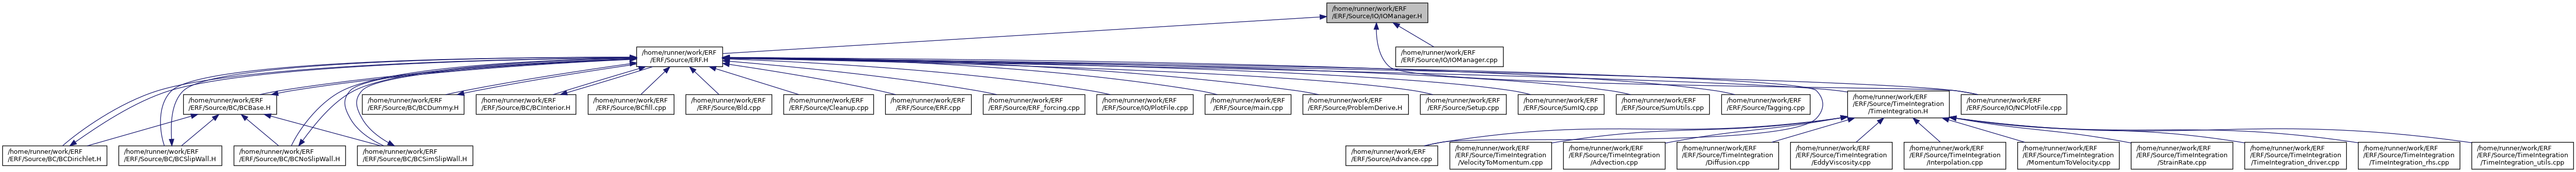 /home/runner/work/ERF
/ERF/Source/IO/IOManager.H
/home/runner/work/ERF
/ERF/Source/ERF.H
/home/runner/work/ERF
/ERF/Source/IO/IOManager.cpp
/home/runner/work/ERF
/ERF/Source/BC/BCBase.H
/home/runner/work/ERF
/ERF/Source/BC/BCDummy.H
/home/runner/work/ERF
/ERF/Source/BC/BCInterior.H
/home/runner/work/ERF
/ERF/Source/BCfill.cpp
/home/runner/work/ERF
/ERF/Source/Bld.cpp
/home/runner/work/ERF
/ERF/Source/Cleanup.cpp
/home/runner/work/ERF
/ERF/Source/ERF.cpp
/home/runner/work/ERF
/ERF/Source/ERF_forcing.cpp
/home/runner/work/ERF
/ERF/Source/IO/PlotFile.cpp
/home/runner/work/ERF
/ERF/Source/main.cpp
/home/runner/work/ERF
/ERF/Source/ProblemDerive.H
/home/runner/work/ERF
/ERF/Source/Setup.cpp
/home/runner/work/ERF
/ERF/Source/SumIQ.cpp
/home/runner/work/ERF
/ERF/Source/SumUtils.cpp
/home/runner/work/ERF
/ERF/Source/Tagging.cpp
/home/runner/work/ERF
/ERF/Source/TimeIntegration
/TimeIntegration.H
/home/runner/work/ERF
/ERF/Source/IO/NCPlotFile.cpp
/home/runner/work/ERF
/ERF/Source/BC/BCDirichlet.H
/home/runner/work/ERF
/ERF/Source/BC/BCSlipWall.H
/home/runner/work/ERF
/ERF/Source/BC/BCNoSlipWall.H
/home/runner/work/ERF
/ERF/Source/BC/BCSimSlipWall.H
/home/runner/work/ERF
/ERF/Source/Advance.cpp
/home/runner/work/ERF
/ERF/Source/TimeIntegration
/VelocityToMomentum.cpp
/home/runner/work/ERF
/ERF/Source/TimeIntegration
/Advection.cpp
/home/runner/work/ERF
/ERF/Source/TimeIntegration
/Diffusion.cpp
/home/runner/work/ERF
/ERF/Source/TimeIntegration
/EddyViscosity.cpp
/home/runner/work/ERF
/ERF/Source/TimeIntegration
/Interpolation.cpp
/home/runner/work/ERF
/ERF/Source/TimeIntegration
/MomentumToVelocity.cpp
/home/runner/work/ERF
/ERF/Source/TimeIntegration
/StrainRate.cpp
/home/runner/work/ERF
/ERF/Source/TimeIntegration
/TimeIntegration_driver.cpp
/home/runner/work/ERF
/ERF/Source/TimeIntegration
/TimeIntegration_rhs.cpp
/home/runner/work/ERF
/ERF/Source/TimeIntegration
/TimeIntegration_utils.cpp